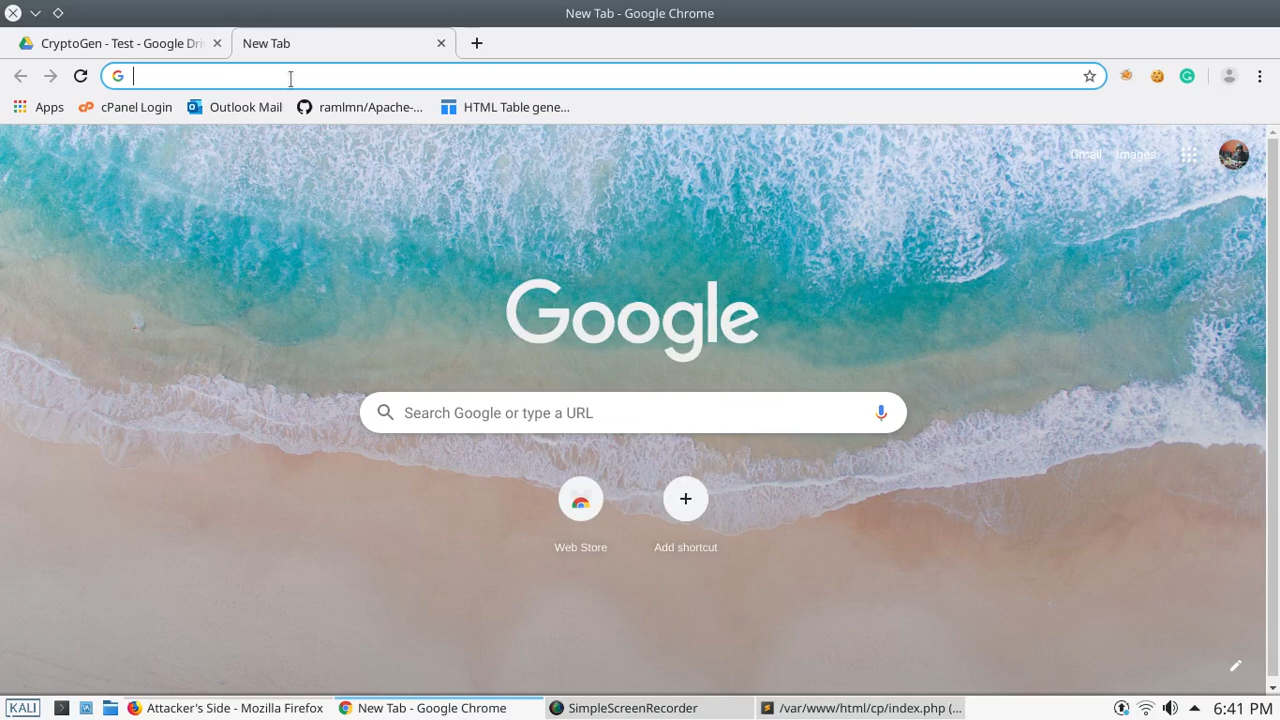 New Tab - Google Chrome
CryptoGen - Test - Google Dri
New Tab
Apps
cPanel Login
Outlook Mail
ramlmn/Apache-...
HTML Table gene...
Gmail
Images
Google
Search Google or type a URL
Web Store
Add shortcut
KALI
Attacker's Side - Mozilla Firefox
New Tab - Google Chrome
SimpleScreenRecorder
/var/www/html/cp/index.php (...
6:41 PM